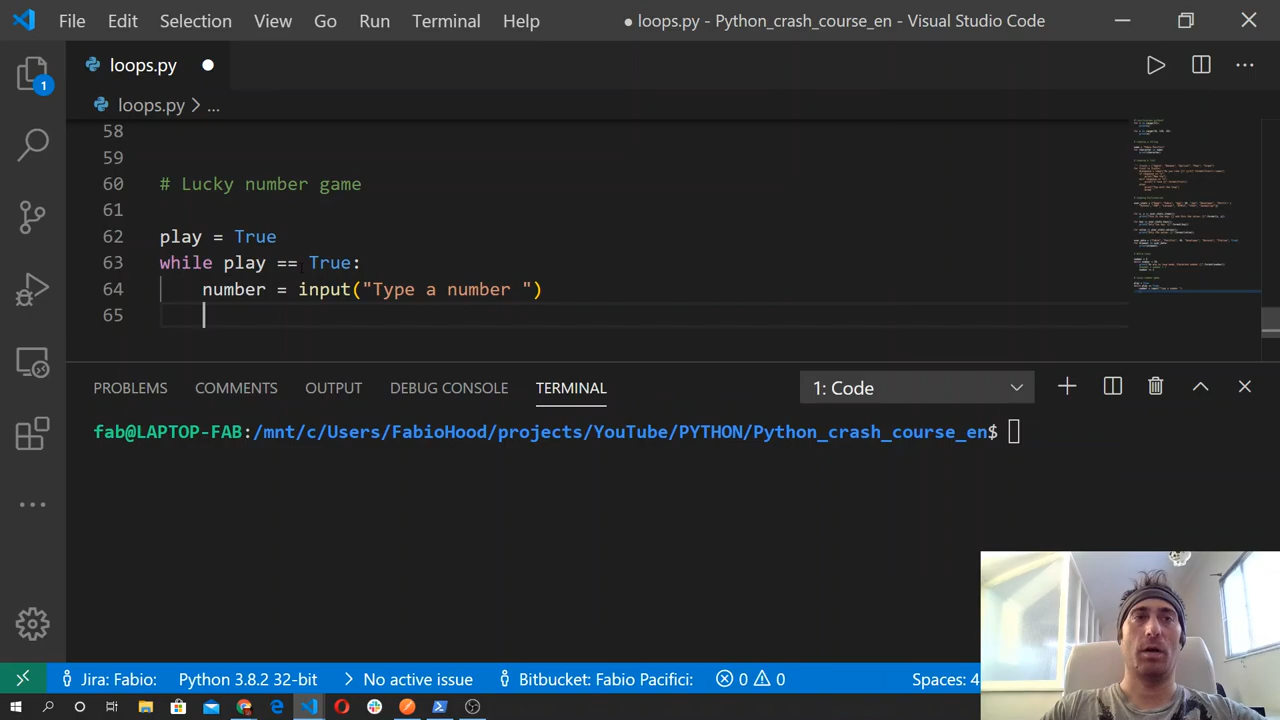 File Edit Selection View Go Run Terminal Help ● loops.py - Python_crash_course_en - Visual Studio Code
loops.py
1
loops.py > ...
58
59
60 # Lucky number game
61
62 play = True
63 while play == True:
64 number = input("Type a number ")
65
PROBLEMS COMMENTS OUTPUT DEBUG CONSOLE TERMINAL 1: Code
fab@LAPTOP-FAB:/mnt/c/Users/FabioHood/projects/YouTube/PYTHON/Python_crash_course_en$
Jira: Fabio: Python 3.8.2 32-bit No active issue Bitbucket: Fabio Pacifici: 0 0 Spaces: 4